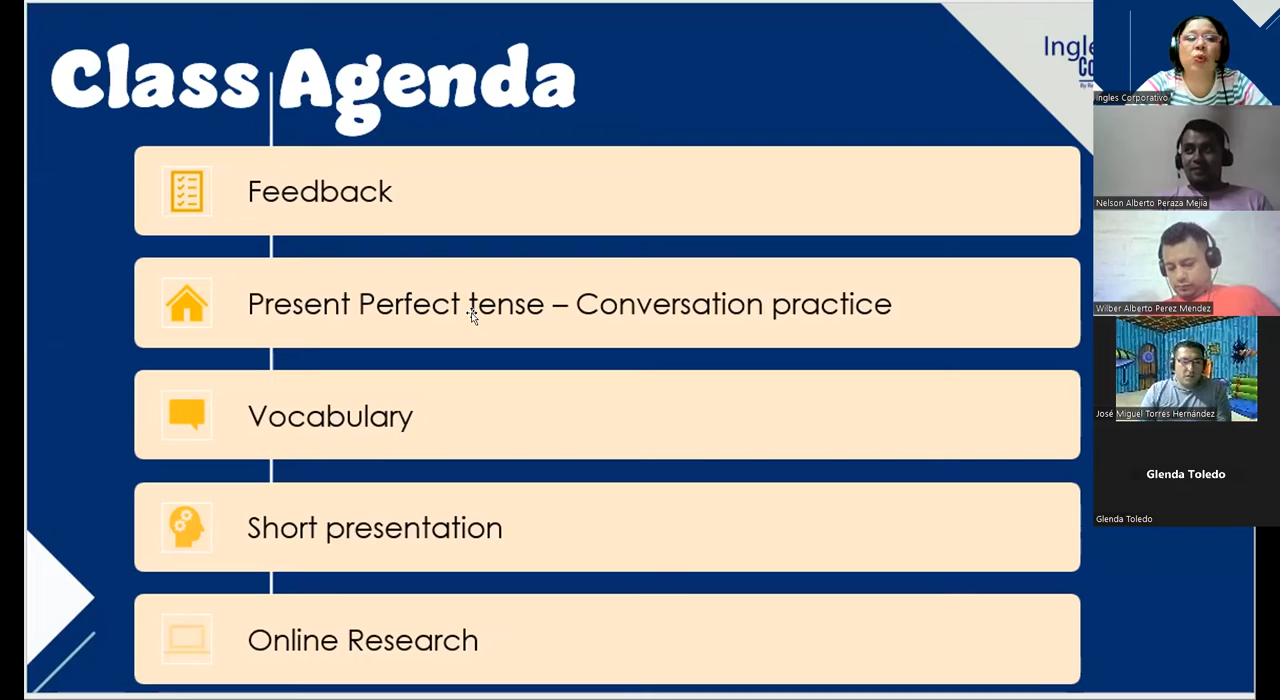 Class Agenda
Feedback
Present Perfect tense – Conversation practice
Vocabulary
Short presentation
Online Research
Ingles Corporativo
Nelson Alberto Peraza Mejia
Wilber Alberto Perez Mendez
José Miguel Torres Hernández
Glenda Toledo
Glenda Toledo